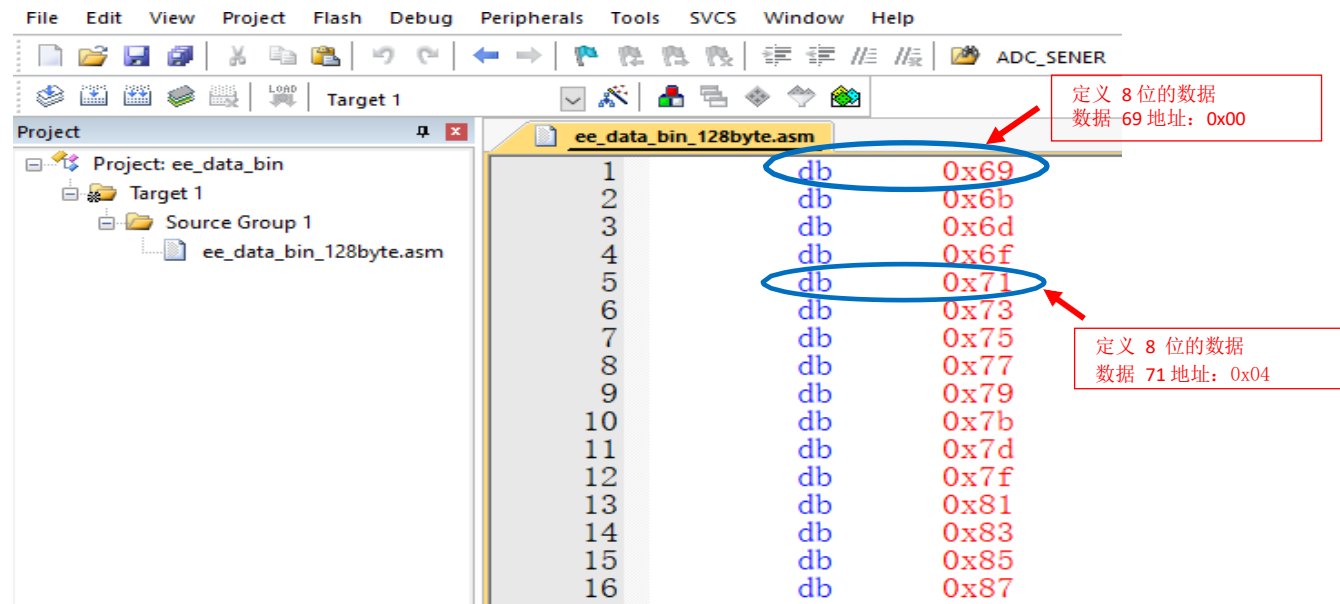 File Edit View Project Flash Debug Peripherals Tools SVCS Window Help
ADC_SENER
LOAD Target 1
定义 8 位的数据
数据 69 地址：0x00
Project
ee_data_bin_128byte.asm
Project: ee_data_bin
Target 1
Source Group 1
ee_data_bin_128byte.asm
1 db 0x69
2 db 0x6b
3 db 0x6d
4 db 0x6f
5 db 0x71
6 db 0x73
7 db 0x75
8 db 0x77
9 db 0x79
10 db 0x7b
11 db 0x7d
12 db 0x7f
13 db 0x81
14 db 0x83
15 db 0x85
16 db 0x87
定义 8 位的数据
数据 71 地址：0x04